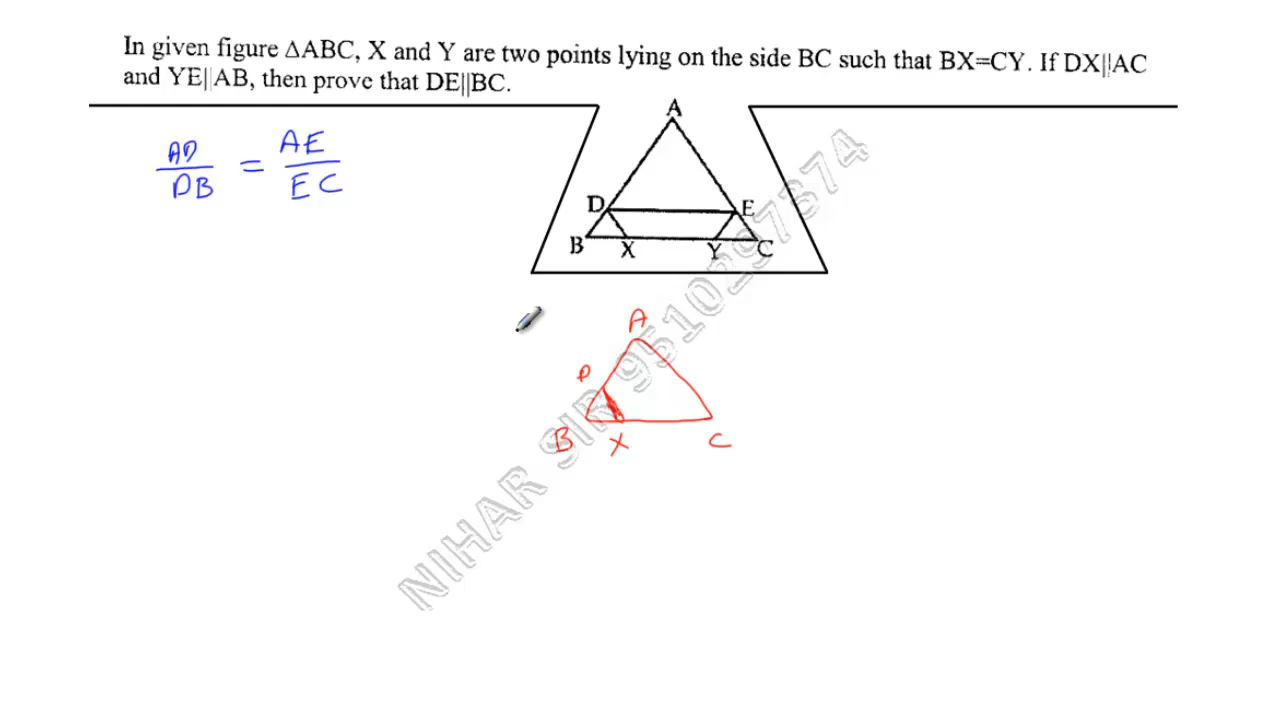 In given figure ΔABC, X and Y are two points lying on the side BC such that BX=CY. If DX||AC
and YE||AB, then prove that DE||BC.
A
AD/DB = AE/EC
D E
B X Y C
A
D
B X C
NIHAR SIR 9510297374